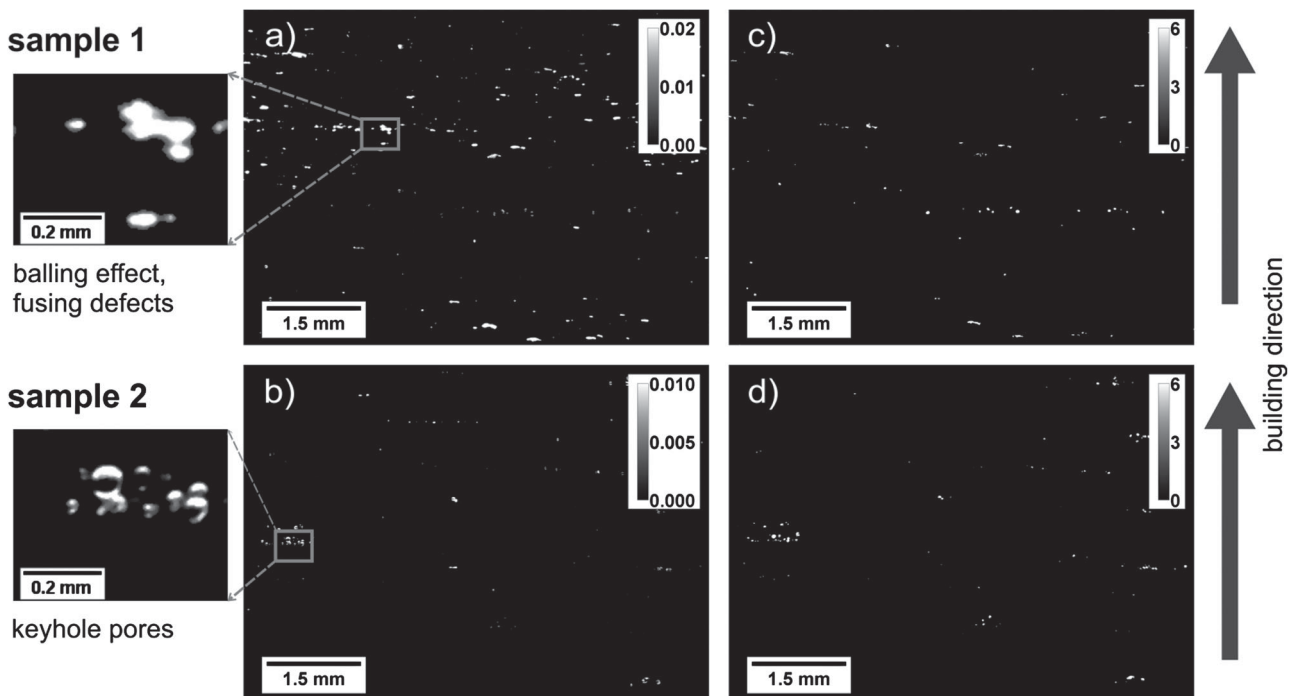 sample 1
a)
0.02
0.01
0.00
c)
6
3
0
0.2 mm
balling effect,
fusing defects
1.5 mm
1.5 mm
building direction
sample 2
b)
0.010
0.005
0.000
d)
6
3
0
0.2 mm
keyhole pores
1.5 mm
1.5 mm